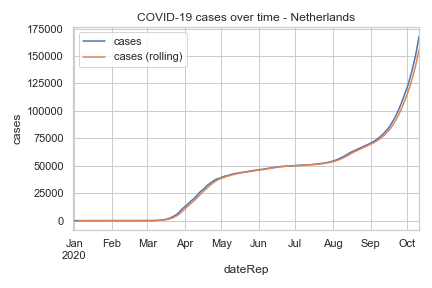 COVID-19 cases over time - Netherlands
cases
cases (rolling)
175000
150000
125000
100000
75000
50000
25000
0
cases
Jan Feb Mar Apr May Jun Jul Aug Sep Oct
2020
dateRep